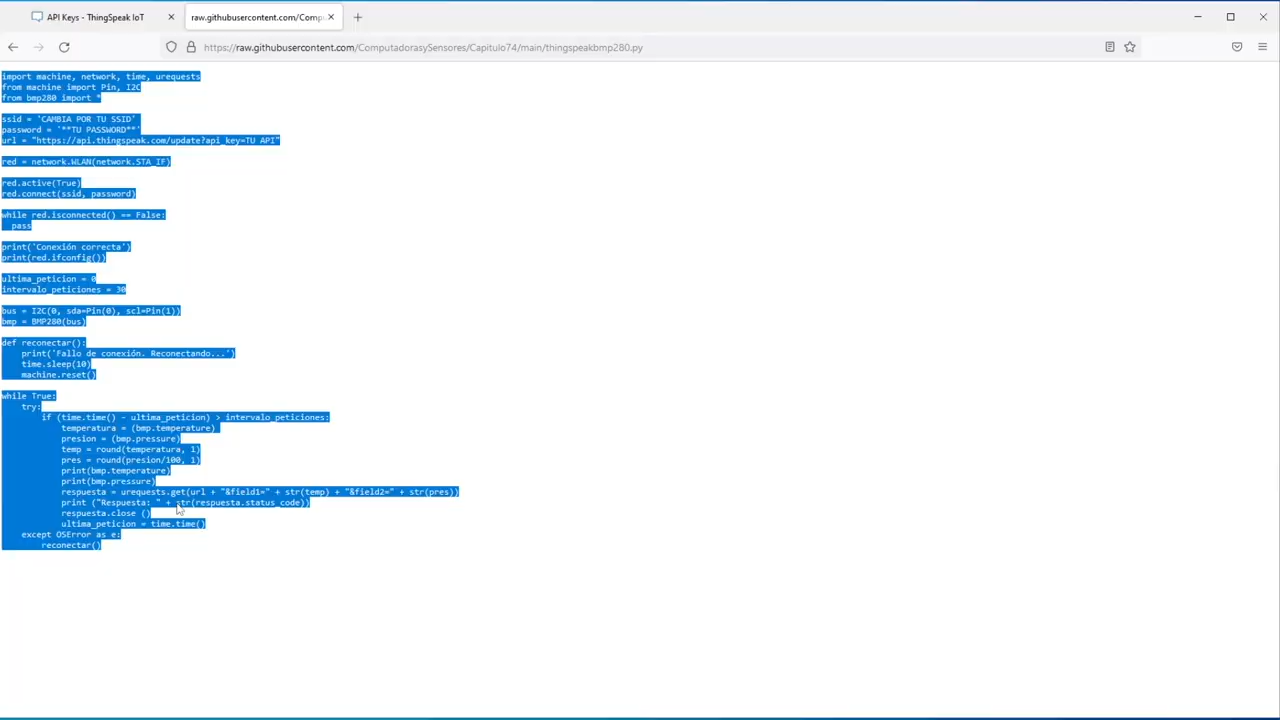 API Keys - ThingSpeak IoT
raw.githubusercontent.com/Compu
https://raw.githubusercontent.com/ComputadorasySensores/Capitulo74/main/thingspeakbmp280.py
import machine, network, time, urequests
from machine import Pin, I2C
from bmp280 import *
ssid = 'CAMBIA POR TU SSID'
password = '**TU PASSWORD**'
url = "https://api.thingspeak.com/update?api_key=TU API"
red = network.WLAN(network.STA_IF)
red.active(True)
red.connect(ssid, password)
while red.isconnected() == False:
  pass
print('Conexión correcta')
print(red.ifconfig())
ultima_peticion = 0
intervalo_peticiones = 30
bus = I2C(0, sda=Pin(0), scl=Pin(1))
bmp = BMP280(bus)
def reconectar():
    print('Fallo de conexión. Reconectando...')
    time.sleep(10)
    machine.reset()
while True:
    try:
        if (time.time() - ultima_peticion) > intervalo_peticiones:
            temperatura = (bmp.temperature)
            presion = (bmp.pressure)
            temp = round(temperatura, 1)
            pres = round(presion/100, 1)
            print(bmp.temperature)
            print(bmp.pressure)
            respuesta = urequests.get(url + "&field1=" + str(temp) + "&field2=" + str(pres))
            print ("Respuesta: " + str(respuesta.status_code))
            respuesta.close ()
            ultima_peticion = time.time()
    except OSError as e:
        reconectar()